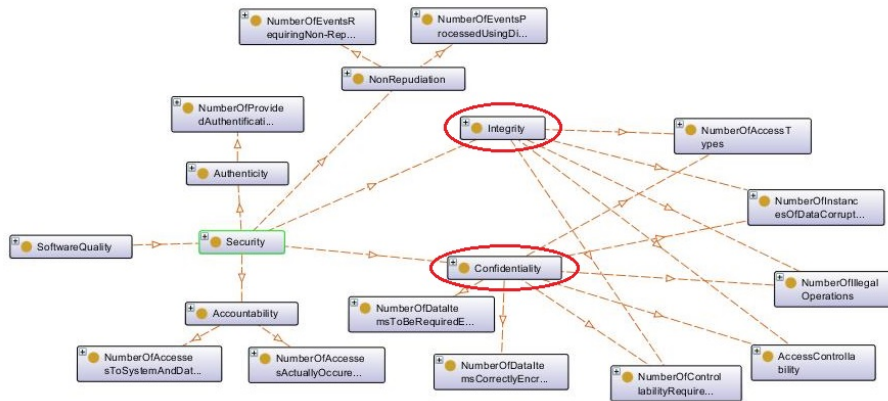 NumberOfEventsR
equiringNon-Rep...
NumberOfEventsP
rocessedUsingDi...
NonRepudiation
NumberOfProvide
dAuthentificati...
Integrity
NumberOfAccessT
ypes
Authenticity
NumberOfInstanc
esOfDataCorrupt...
SoftwareQuality
Security
Confidentiality
NumberOfIllegal
Operations
Accountability
NumberOfDataIte
msToBeRequiredE...
NumberOfAccesse
sToSystemAndDat...
NumberOfAccesse
sActuallyOccure...
NumberOfDataIte
msCorrectlyEncr...
NumberOfControl
labilityRequire...
AccessControlla
bility